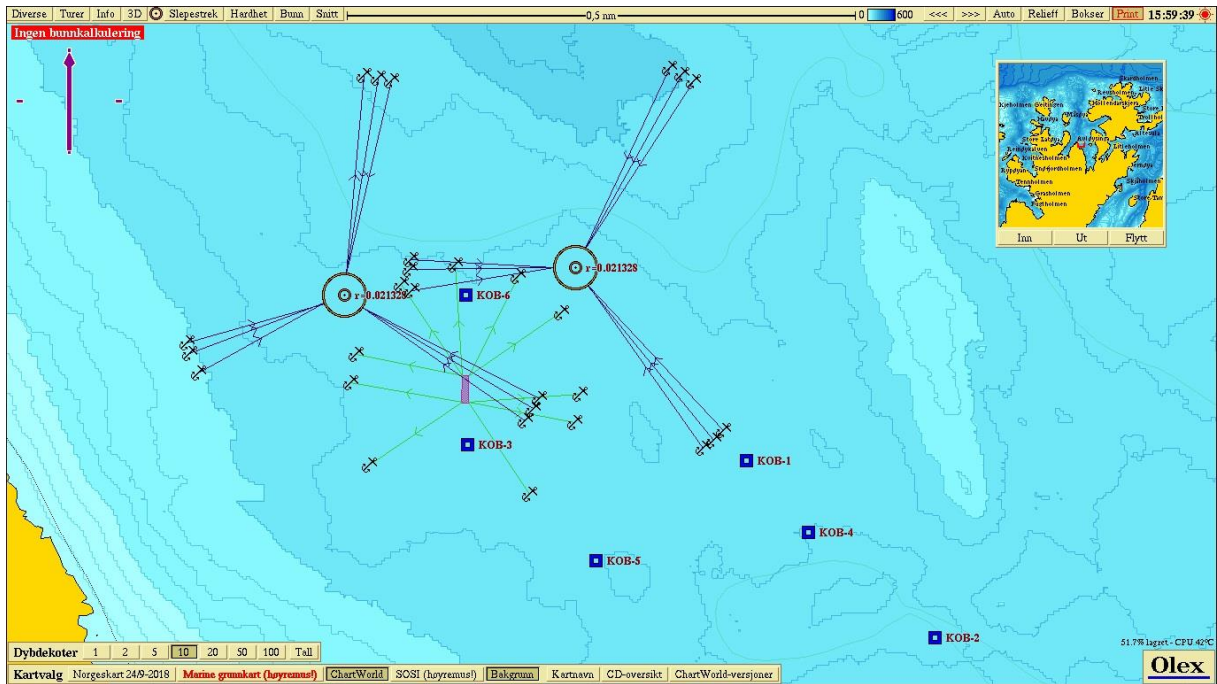 Diverse Turer Info 3D Slepestrek Hardhet Bunn Snitt 0,5 nm 0 600 <<< >>> Auto Relieff Bokser Print 15:59:39
Ingen bunnkalkulering
Inn Ut Flytt
r=0.021328
r=0.021328
KOB-6
KOB-3
KOB-1
KOB-4
KOB-5
KOB-2
51.7% lagret - CPU 42°C
Dybdekoter 1 2 5 10 20 50 100 Tall
Kartvalg Norgeskart 24/9-2018 Marine grunnkart (høyremus!) ChartWorld SOSI (høyremus!) Bakgrunn Kartnavn CD-oversikt ChartWorld-versjoner
Olex